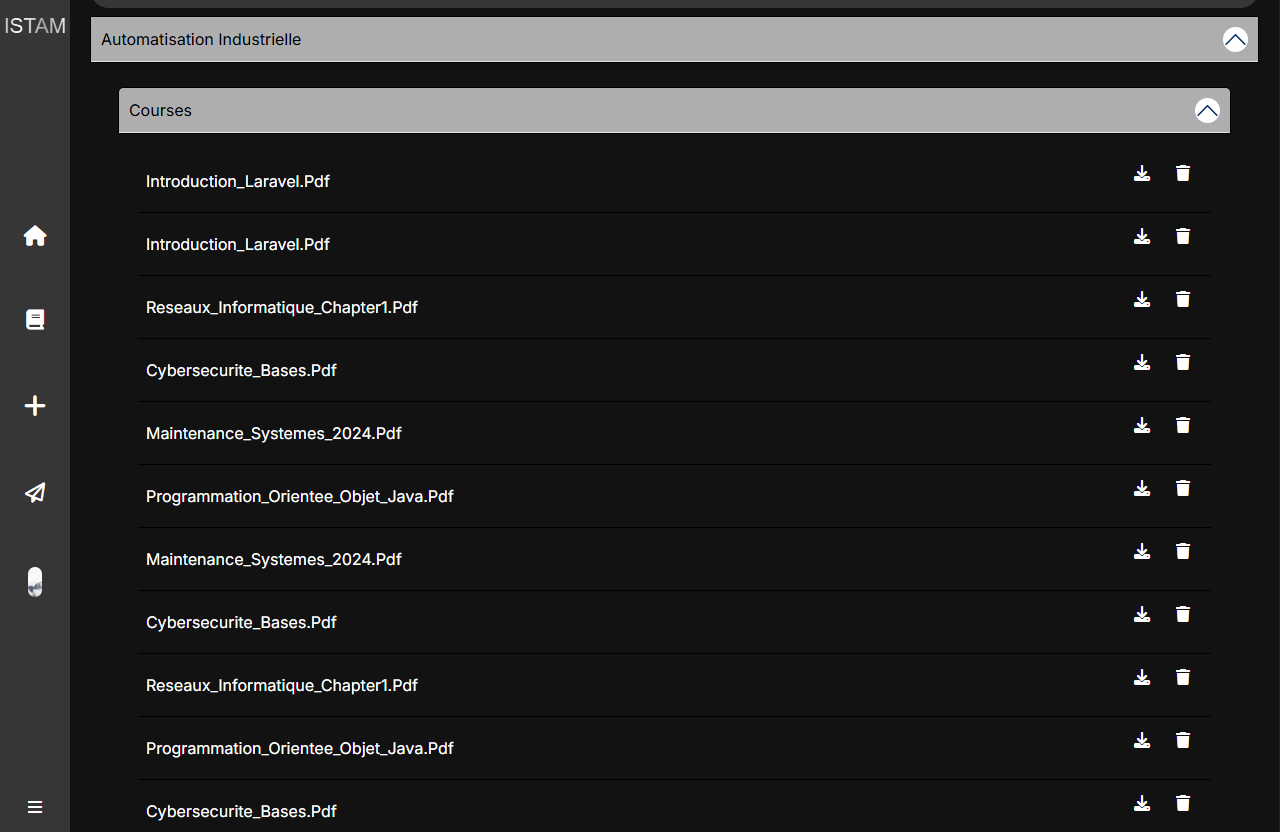 ISTAM
Automatisation Industrielle
Courses
Introduction_Laravel.Pdf
Introduction_Laravel.Pdf
Reseaux_Informatique_Chapter1.Pdf
Cybersecurite_Bases.Pdf
Maintenance_Systemes_2024.Pdf
Programmation_Orientee_Objet_Java.Pdf
Maintenance_Systemes_2024.Pdf
Cybersecurite_Bases.Pdf
Reseaux_Informatique_Chapter1.Pdf
Programmation_Orientee_Objet_Java.Pdf
Cybersecurite_Bases.Pdf